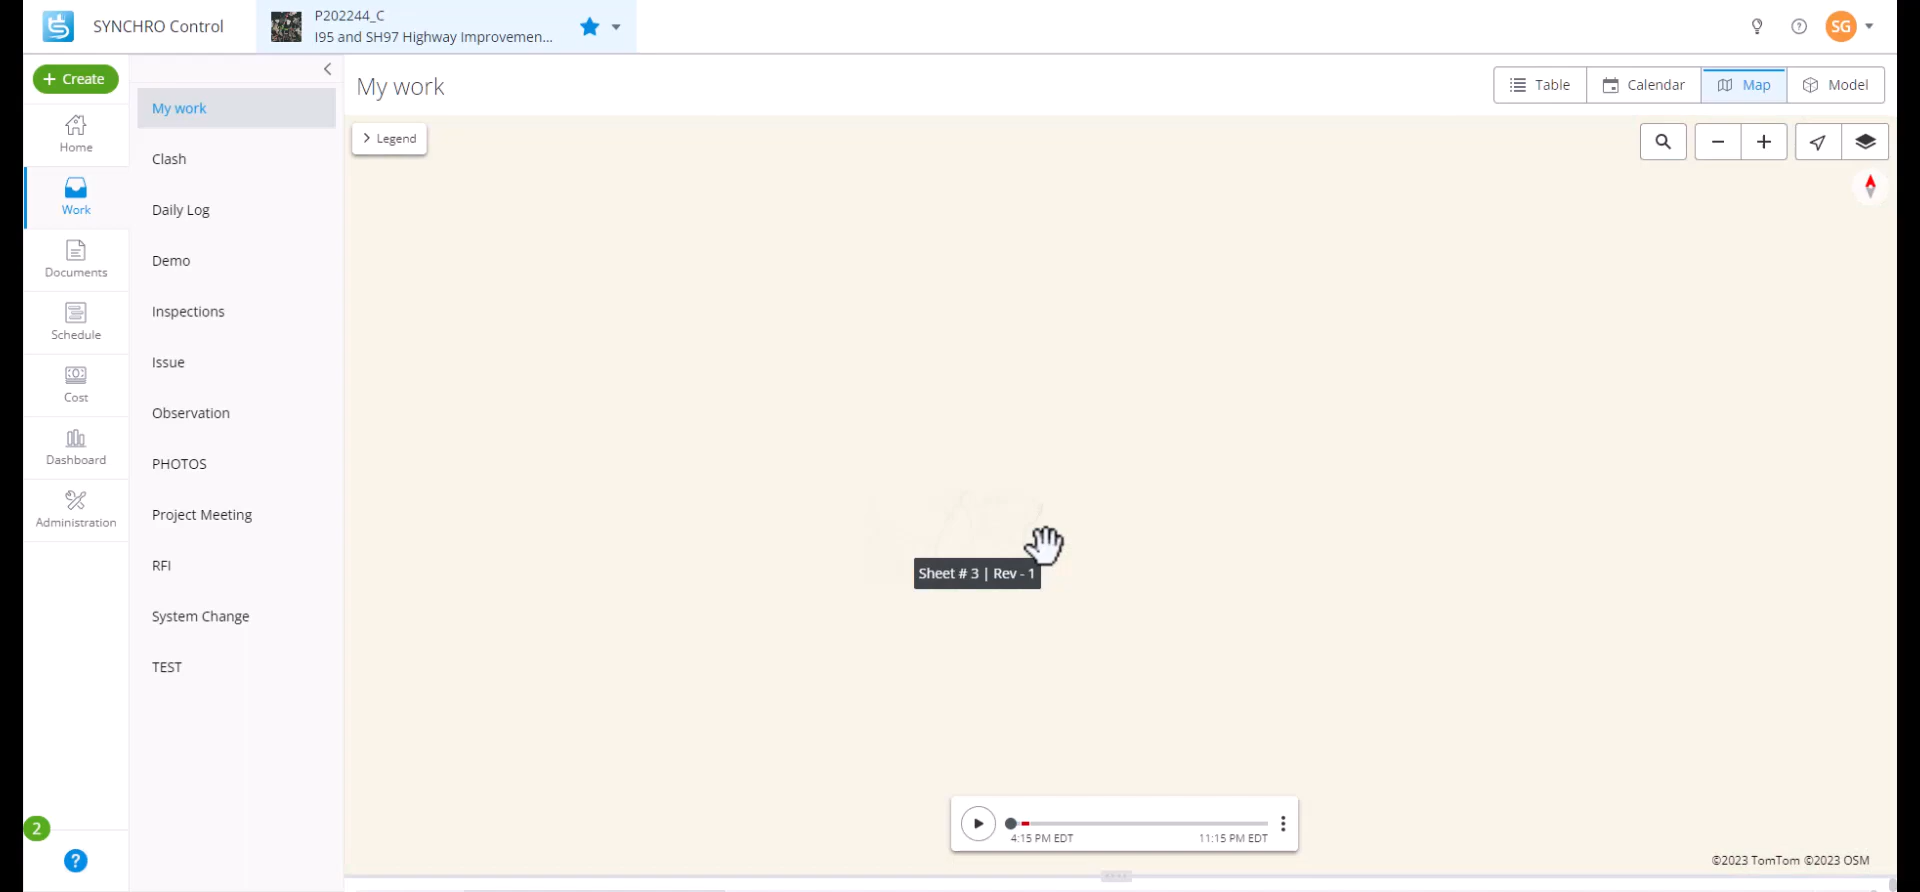 SYNCHRO Control
P202244_C
I95 and SH97 Highway Improvemen...
SG
+ Create
Home
Work
Documents
Schedule
Cost
Dashboard
Administration
2
?
My work
Clash
Daily Log
Demo
Inspections
Issue
Observation
PHOTOS
Project Meeting
RFI
System Change
TEST
My work
Table
Calendar
Map
Model
Legend
Sheet # 3 | Rev - 1
4:15 PM EDT
11:15 PM EDT
©2023 TomTom ©2023 OSM